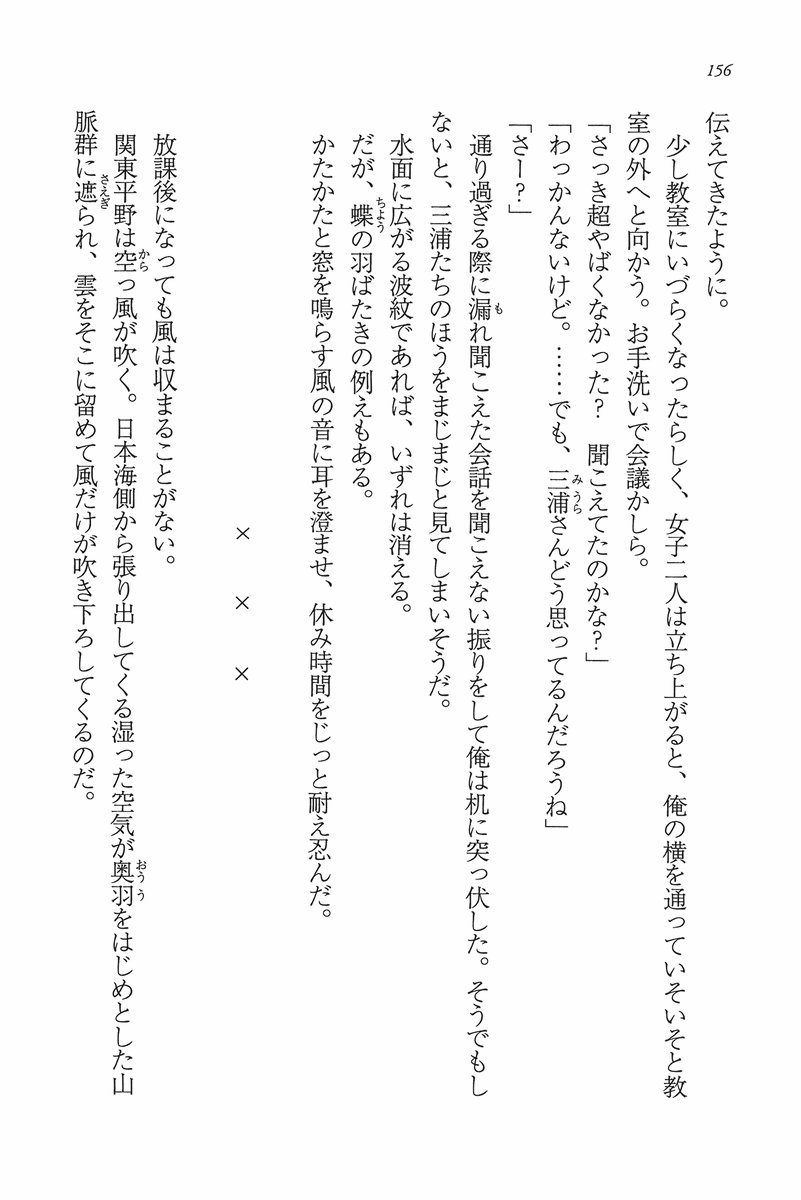 156
伝えてきたように。
　少し教室にいづらくなったらしく、女子二人は立ち上がると、俺の横を通っていそいそと教
室の外へと向かう。お手洗いで会議かしら。
「さっき超やばくなかった？　聞こえてたのかな？」
「わっかんないけど。……でも、三浦さんどう思ってるんだろうね」
「さー？」
　通り過ぎる際に漏れ聞こえた会話を聞こえない振りをして俺は机に突っ伏した。そうでもし
ないと、三浦たちのほうをまじまじと見てしまいそうだ。
　水面に広がる波紋であれば、いずれは消える。
　だが、蝶の羽ばたきの例えもある。
　かたかたと窓を鳴らす風の音に耳を澄ませ、休み時間をじっと耐え忍んだ。
×　×　×
　放課後になっても風は収まることがない。
　関東平野は空っ風が吹く。日本海側から張り出してくる湿った空気が奥羽をはじめとした山
脈群に遮られ、雲をそこに留めて風だけが吹き下ろしてくるのだ。